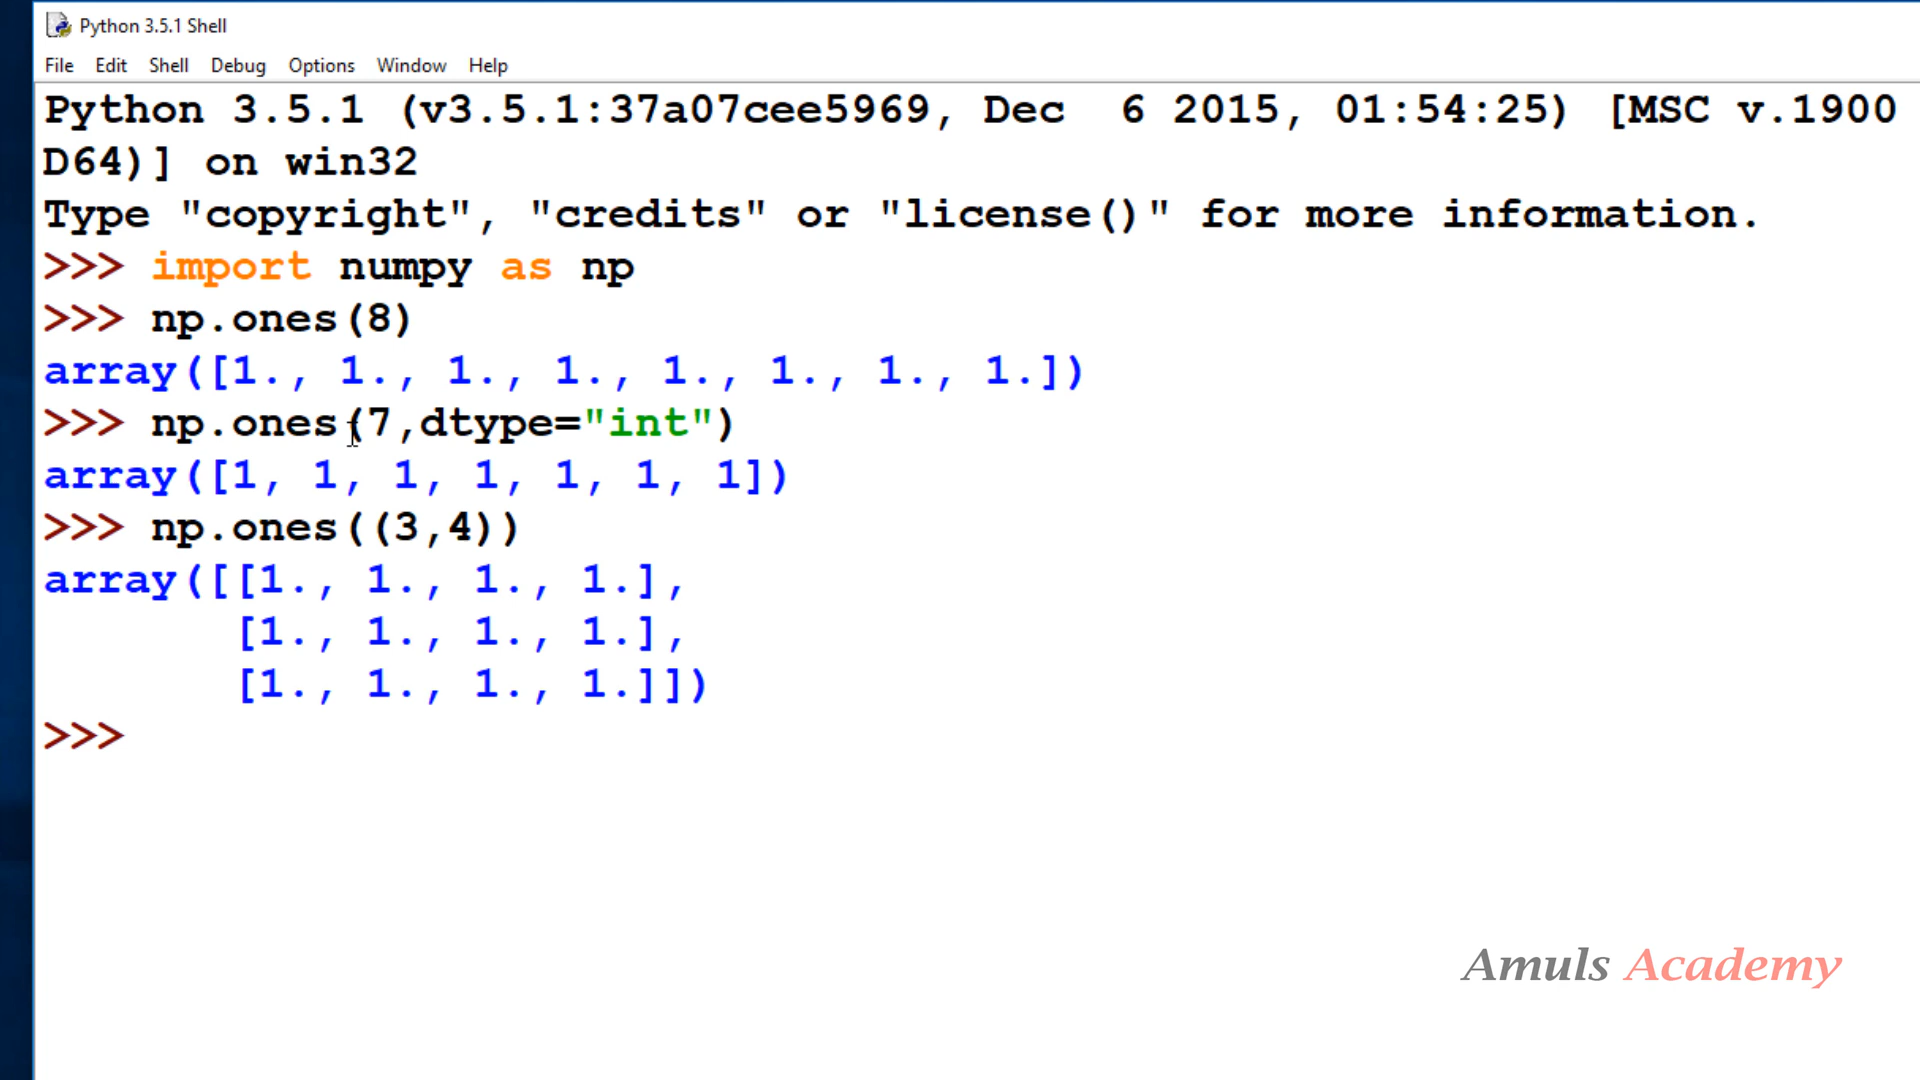 Python 3.5.1 Shell
File Edit Shell Debug Options Window Help
Python 3.5.1 (v3.5.1:37a07cee5969, Dec  6 2015, 01:54:25) [MSC v.1900
D64)] on win32
Type "copyright", "credits" or "license()" for more information.
>>> import numpy as np
>>> np.ones(8)
array([1., 1., 1., 1., 1., 1., 1., 1.])
>>> np.ones(7,dtype="int")
array([1, 1, 1, 1, 1, 1, 1])
>>> np.ones((3,4))
array([[1., 1., 1., 1.],
[1., 1., 1., 1.],
[1., 1., 1., 1.]])
>>>
Amuls Academy